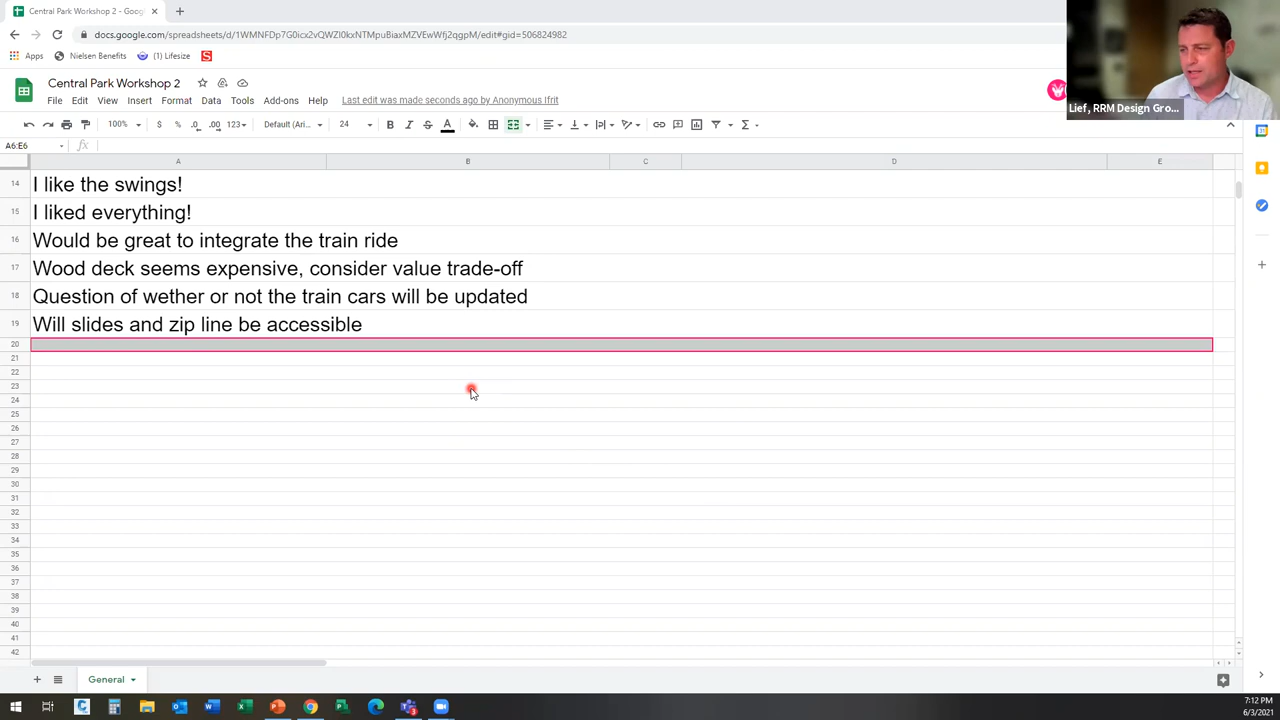 Central Park Workshop 2 - Googl
docs.google.com/spreadsheets/d/1WMNFDp7G0icx2vQWZI0kxNTMpuBiaxMZVEwWfj2qgpM/edit#gid=506824982
Apps Nielsen Benefits (1) Lifesize
Central Park Workshop 2
File Edit View Insert Format Data Tools Add-ons Help Last edit was made seconds ago by Anonymous Ifrit
Lief, RRM Design Gro...
100% $ % .0 .00 123 Default (Ari... 24 B I S A
A6:E6 fx
A B C D E
14 I like the swings!
15 I liked everything!
16 Would be great to integrate the train ride
17 Wood deck seems expensive, consider value trade-off
18 Question of wether or not the train cars will be updated
19 Will slides and zip line be accessible
20
21
22
23
24
25
26
27
28
29
30
31
32
33
34
35
36
37
38
39
40
41
42
General
7:12 PM
6/3/2021